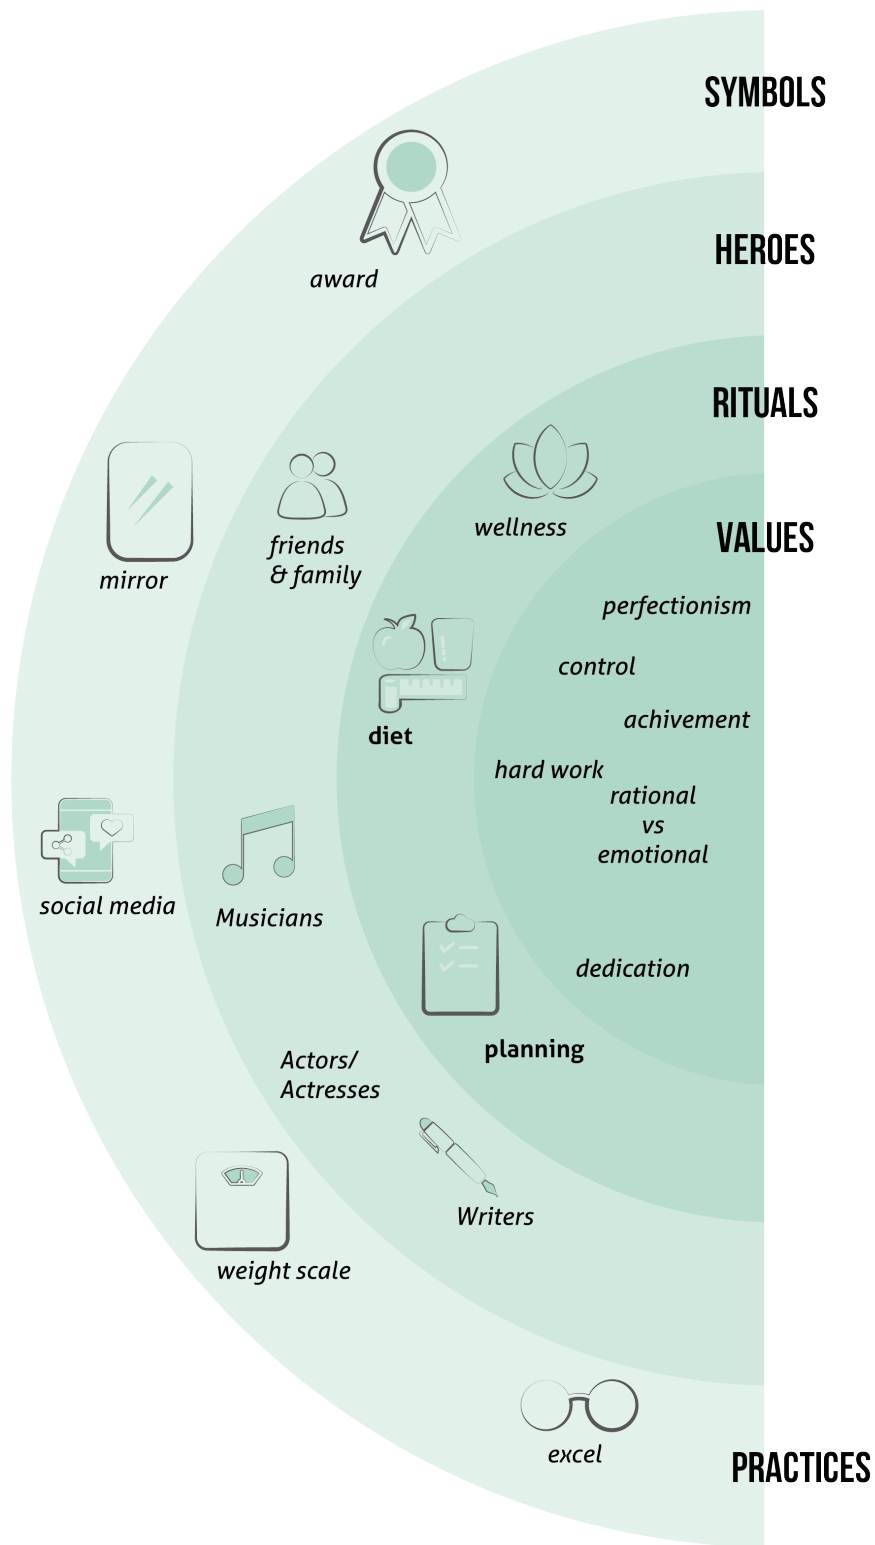 SYMBOLS
award
HEROES
RITUALS
wellness
mirror
friends
& family
VALUES
perfectionism
control
achivement
hard work
rational
vs
emotional
diet
social media
Musicians
dedication
planning
Actors/
Actresses
Writers
weight scale
excel
PRACTICES